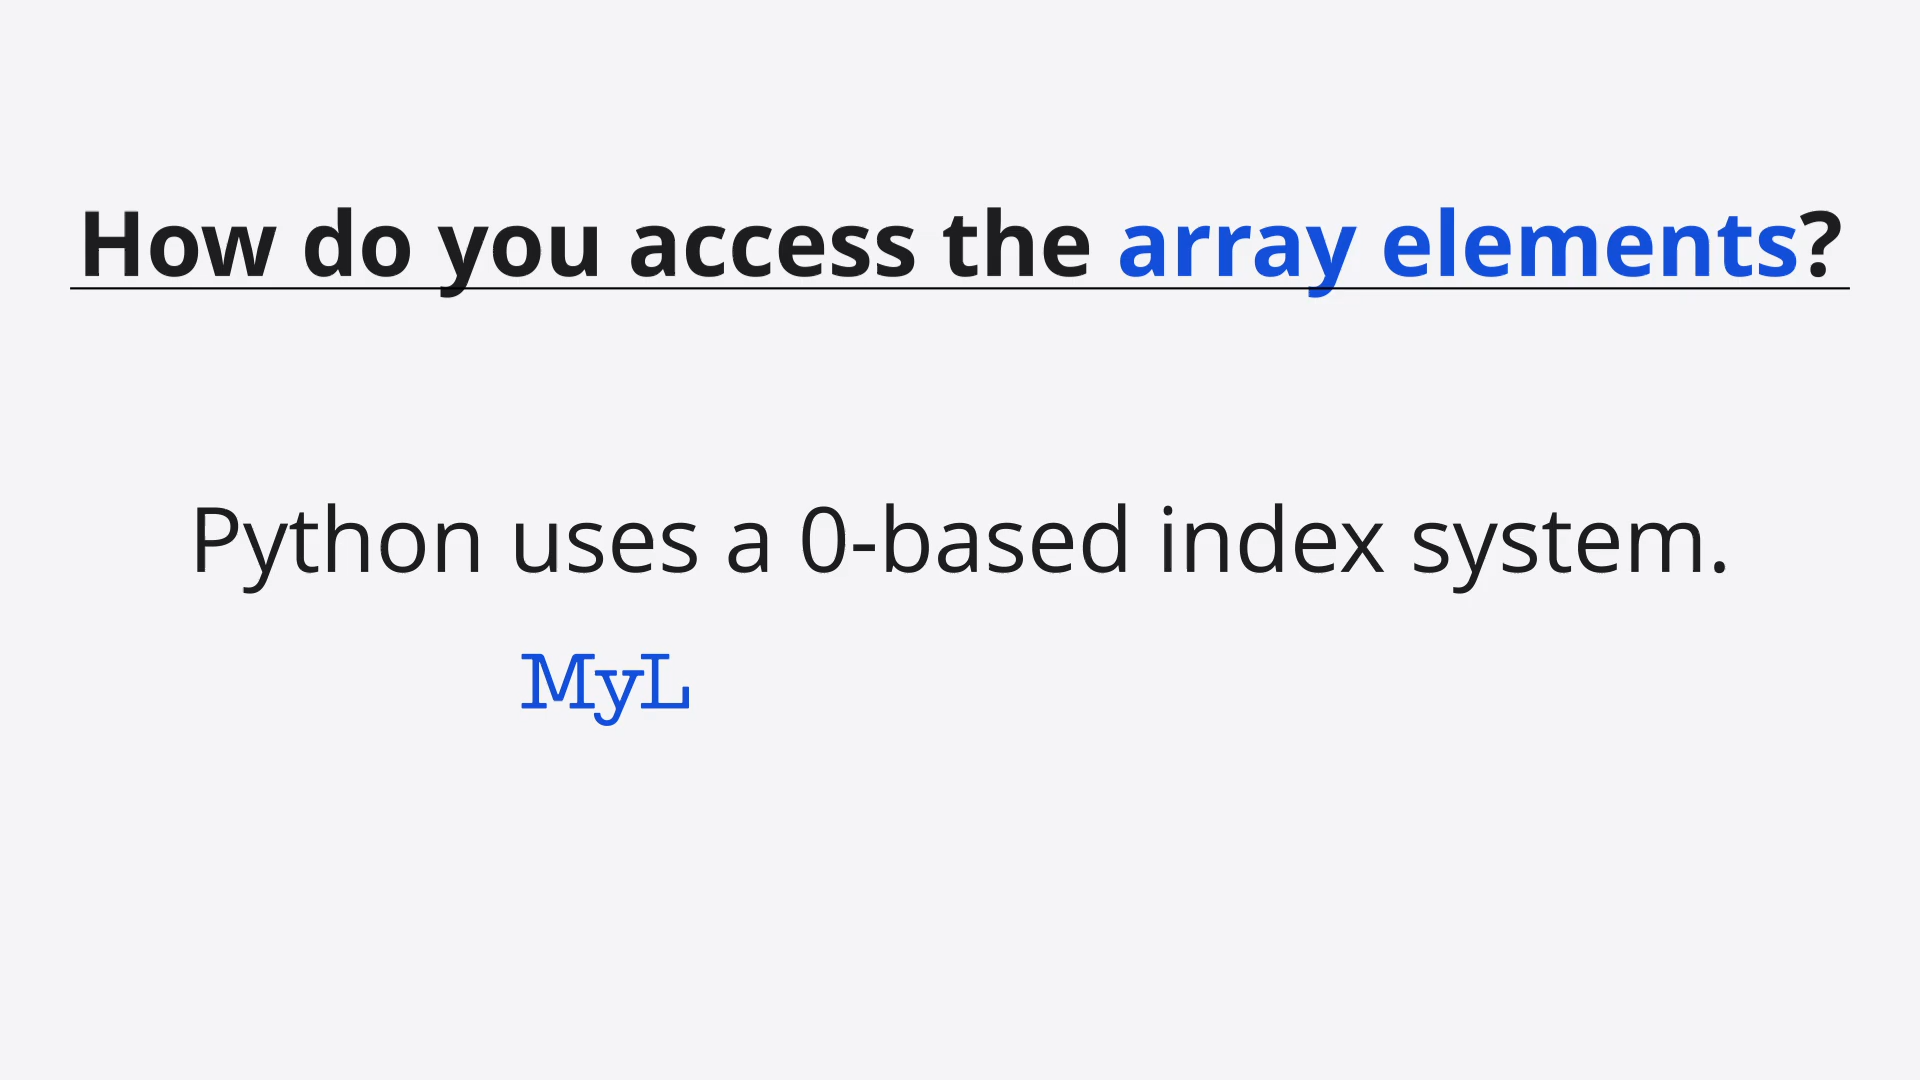 How do you access the array elements?
Python uses a 0-based index system.
MyL